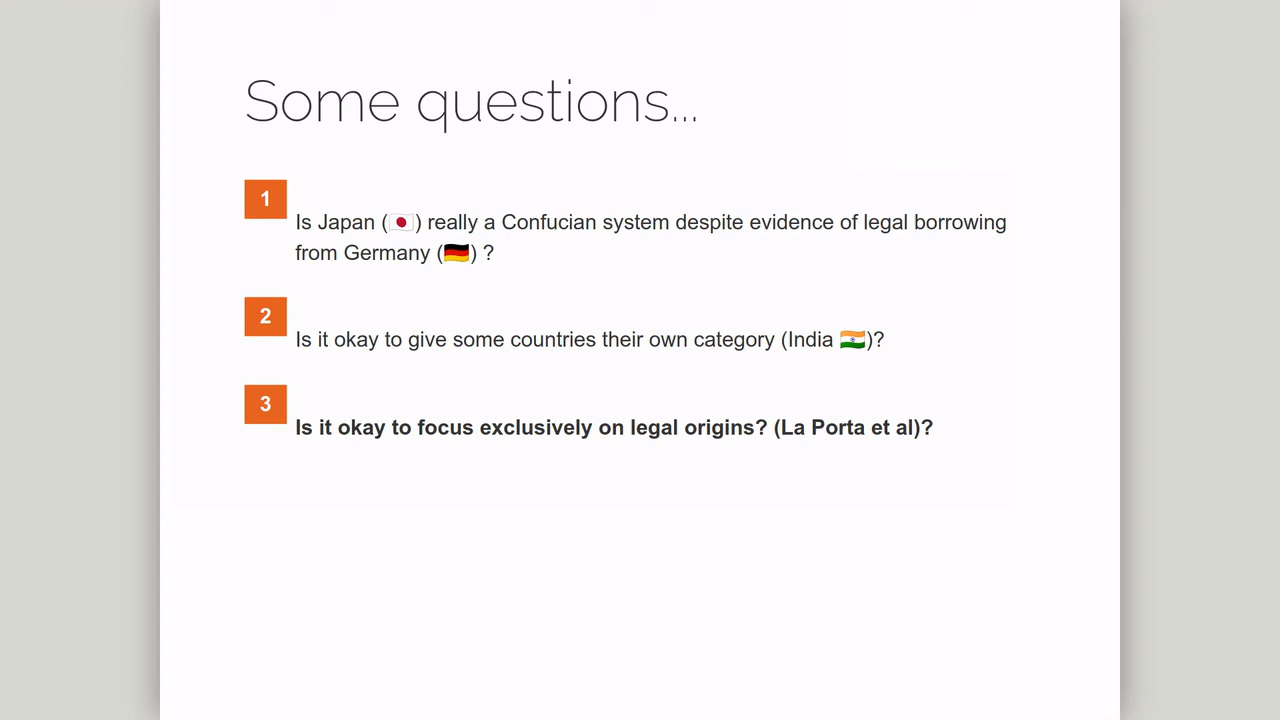 Some questions...
1
Is Japan (🇯🇵) really a Confucian system despite evidence of legal borrowing
from Germany (🇩🇪) ?
2
Is it okay to give some countries their own category (India 🇮🇳)?
3
Is it okay to focus exclusively on legal origins? (La Porta et al)?